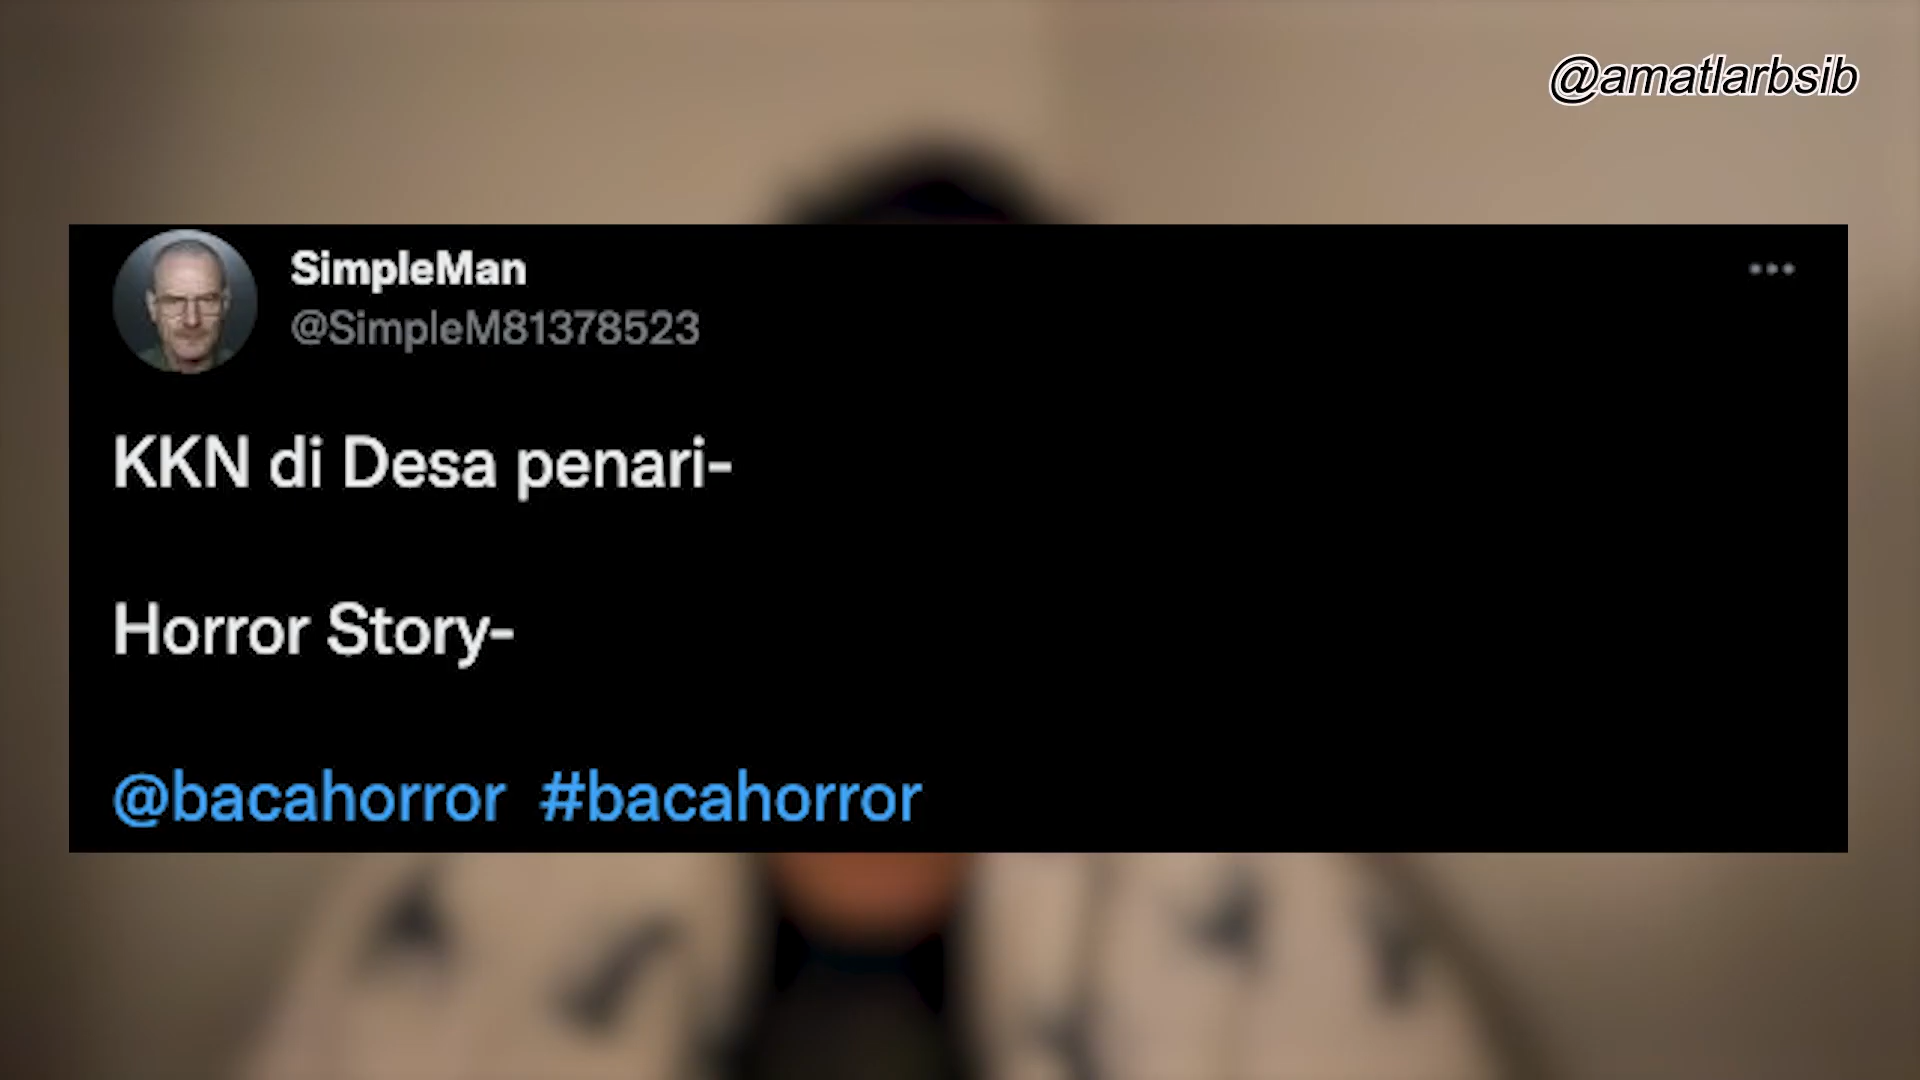 @amatlarbsib
SimpleMan
@SimpleM81378523
KKN di Desa penari-
Horror Story-
@bacahorror #bacahorror